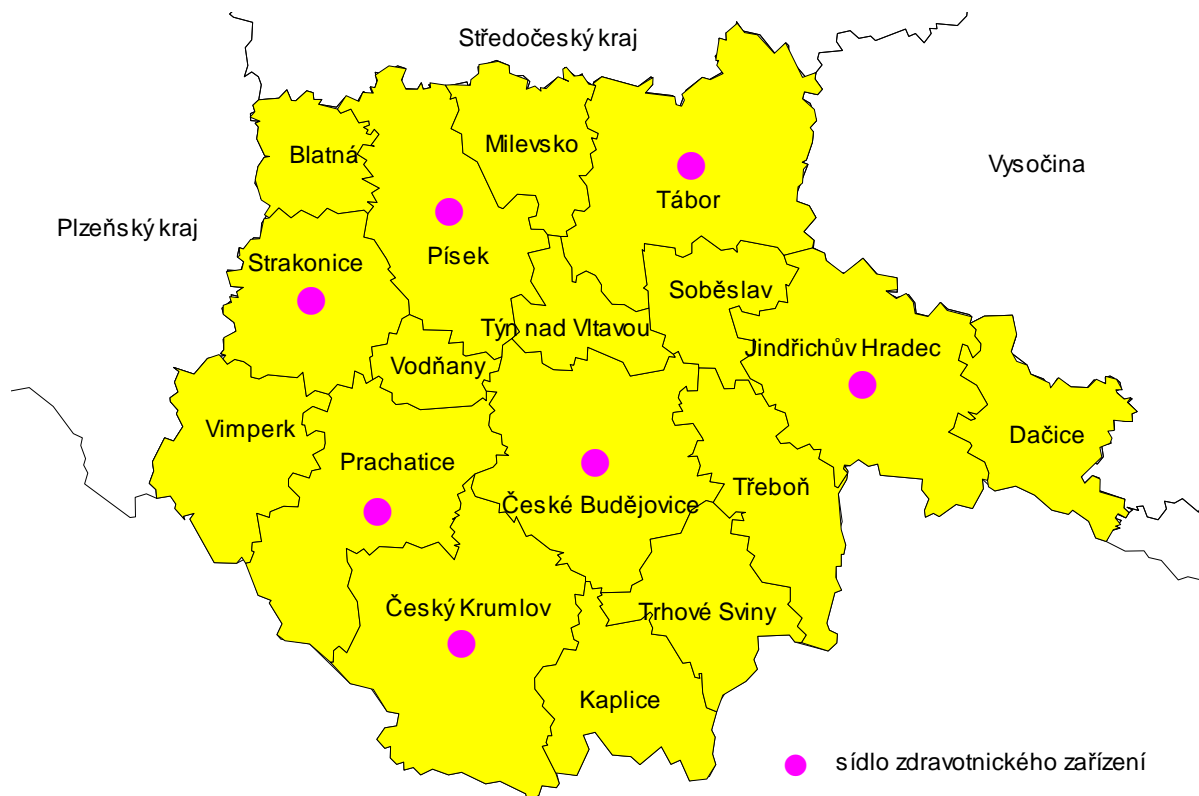 Středočeský kraj
Milevsko
Blatná
Vysočina
Tábor
Plzeňský kraj
Písek
Strakonice
Soběslav
Týn nad Vltavou
Jindřichův Hradec
Vodňany
Vimperk
Dačice
Prachatice
Třeboň
České Budějovice
Český Krumlov
Trhové Sviny
Kaplice
sídlo zdravotnického zařízení